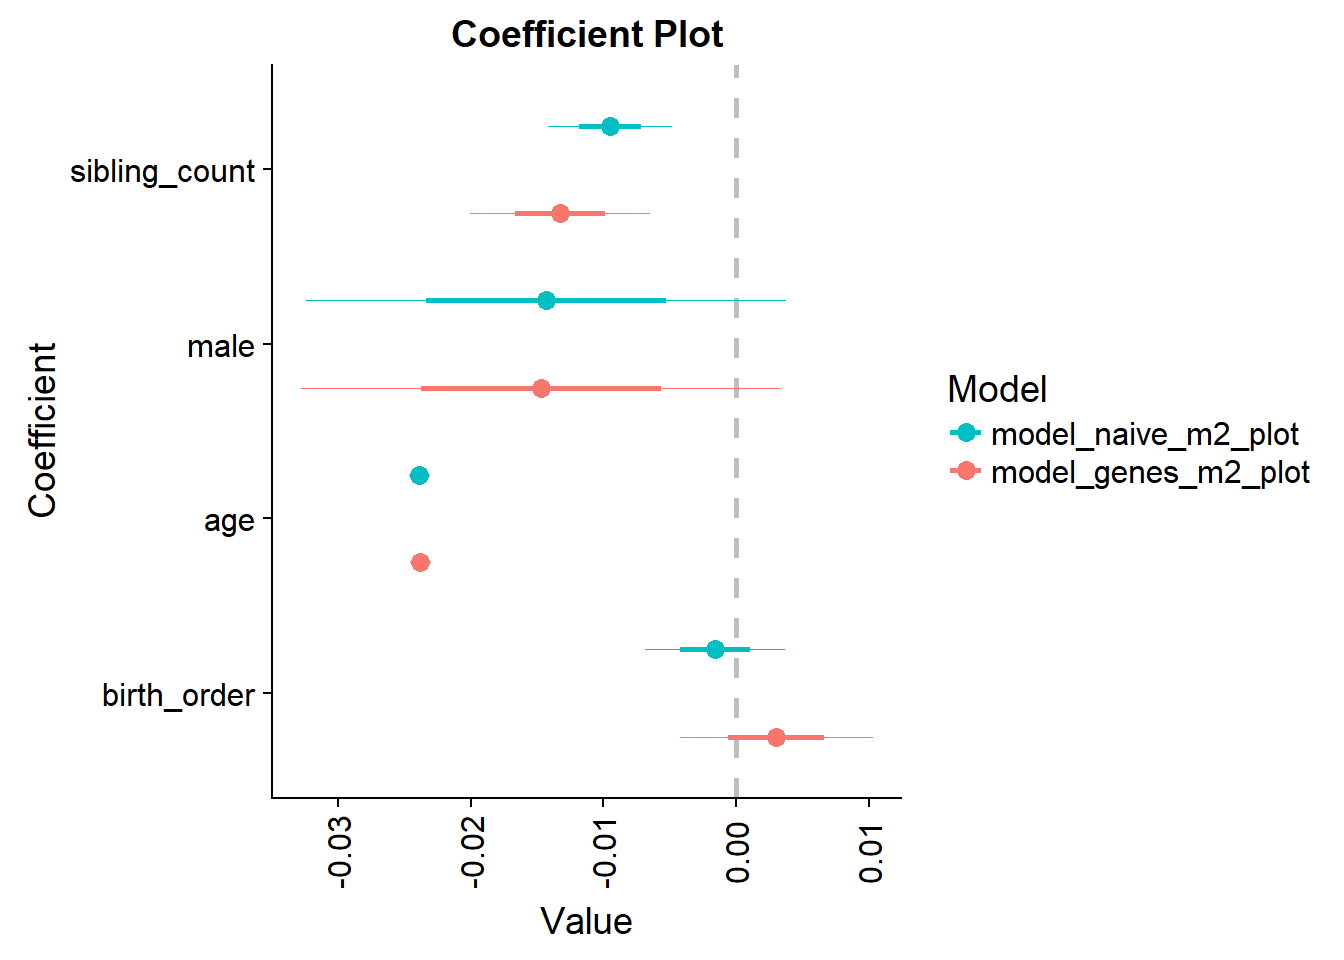 Coefficient Plot
sibling_count
male
age
birth_order
Coefficient
-0.03
-0.02
-0.01
0.00
0.01
Value
Model
model_naive_m2_plot
model_genes_m2_plot